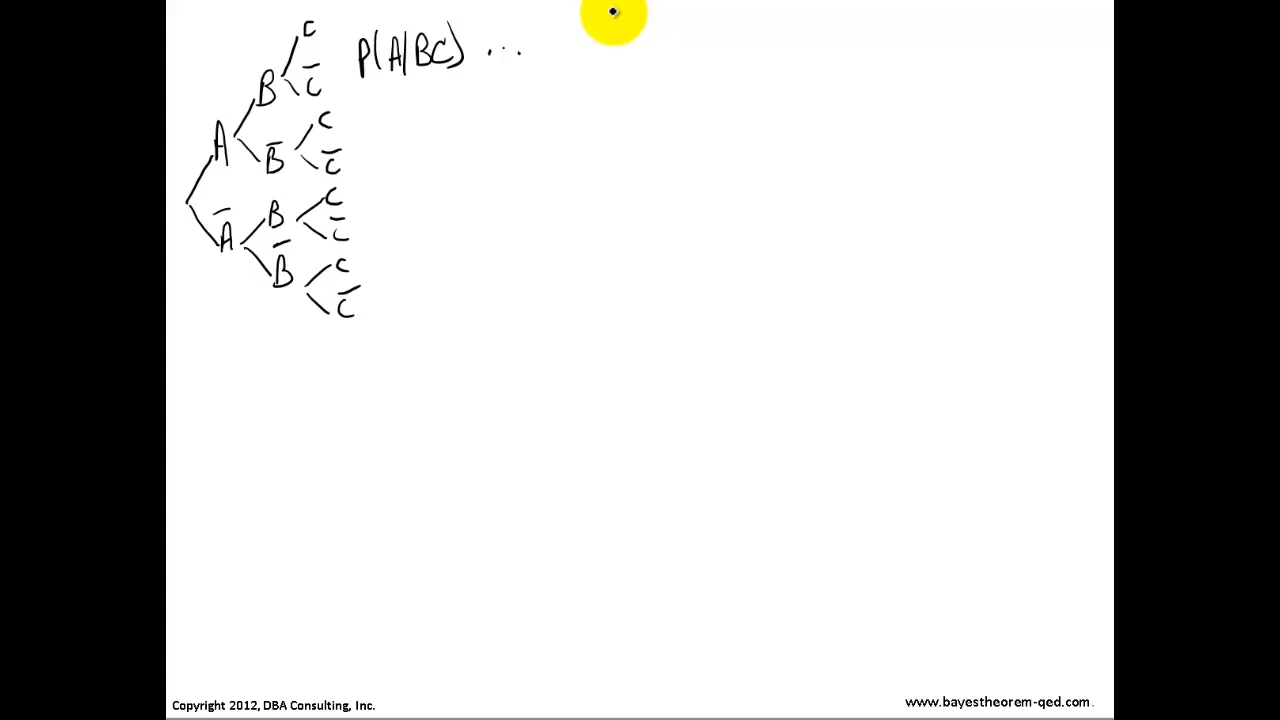 C
P(A|BC) ...
B
C̅
A
C
B̅
C̅
C
B
C̅
A̅
C
B̅
C̅
Copyright 2012, DBA Consulting, Inc.
www.bayestheorem-qed.com.